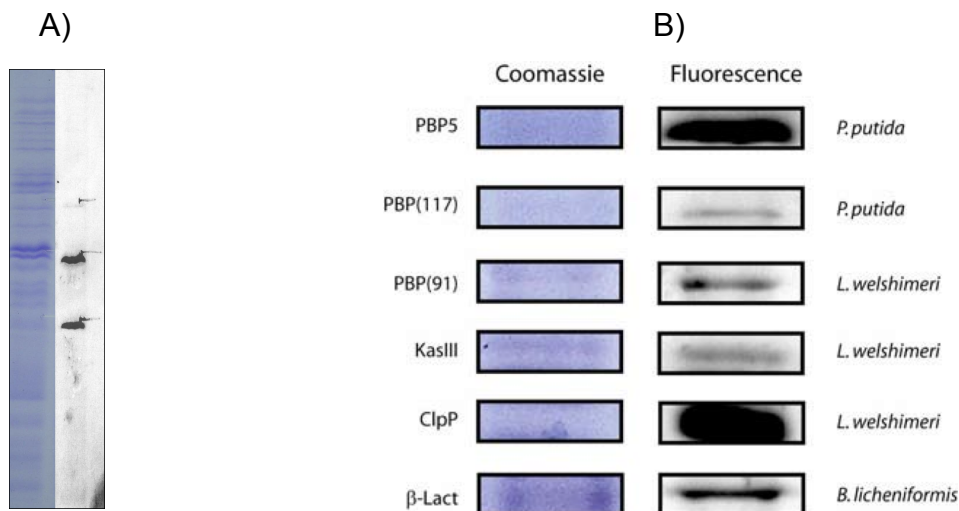 A) B)
Coomassie Fluorescence
PBP5 P. putida
PBP(117) P. putida
PBP(91) L. welshimeri
KasIII L. welshimeri
ClpP L. welshimeri
β-Lact B. licheniformis